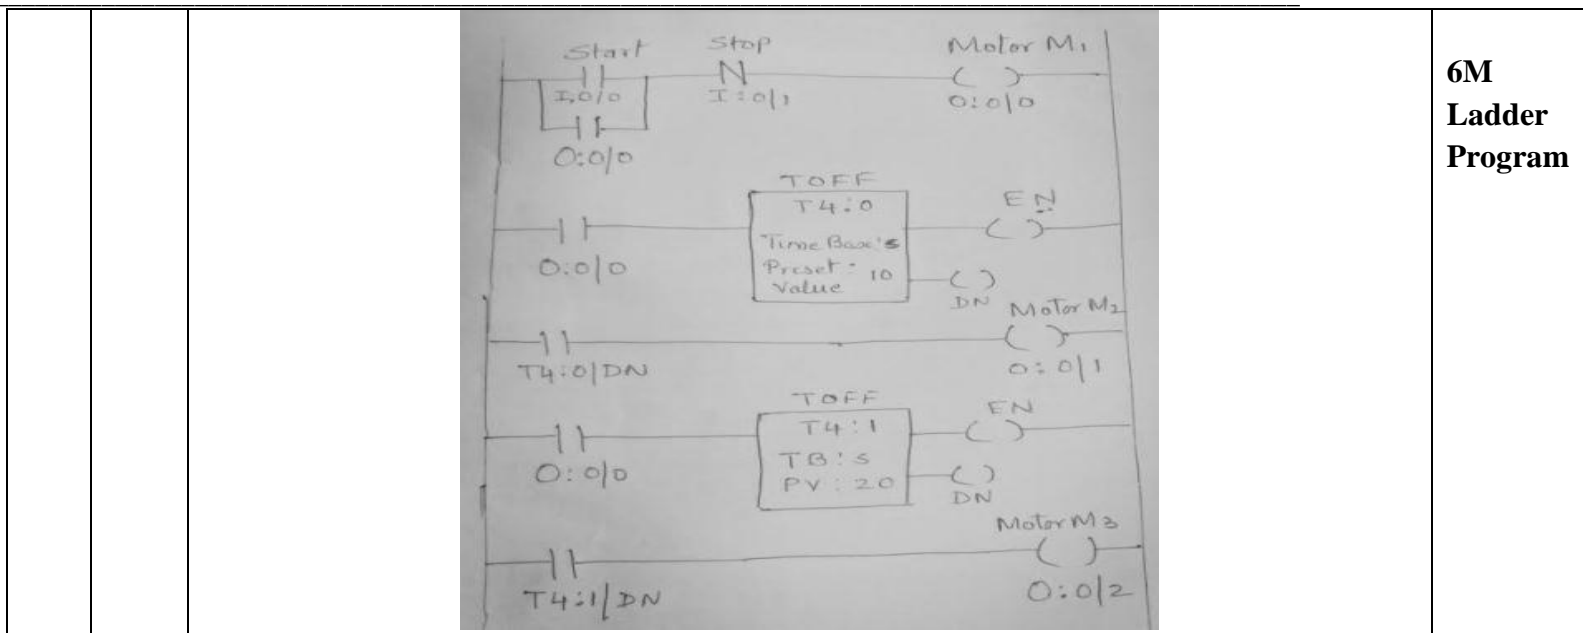 Start Stop Motor M1
I,0/0 I:0/1 O:0/0
O:0/0
TOFF
T4:0 EN
Time Base's
O:0/0 Preset- 10
Value DN
Motor M2
T4:0/DN O:0/1
TOFF
T4:1 EN
TB:s
O:0/0 PV:20 DN
Motor M3
T4:1/DN O:0/2
6M
Ladder
Program